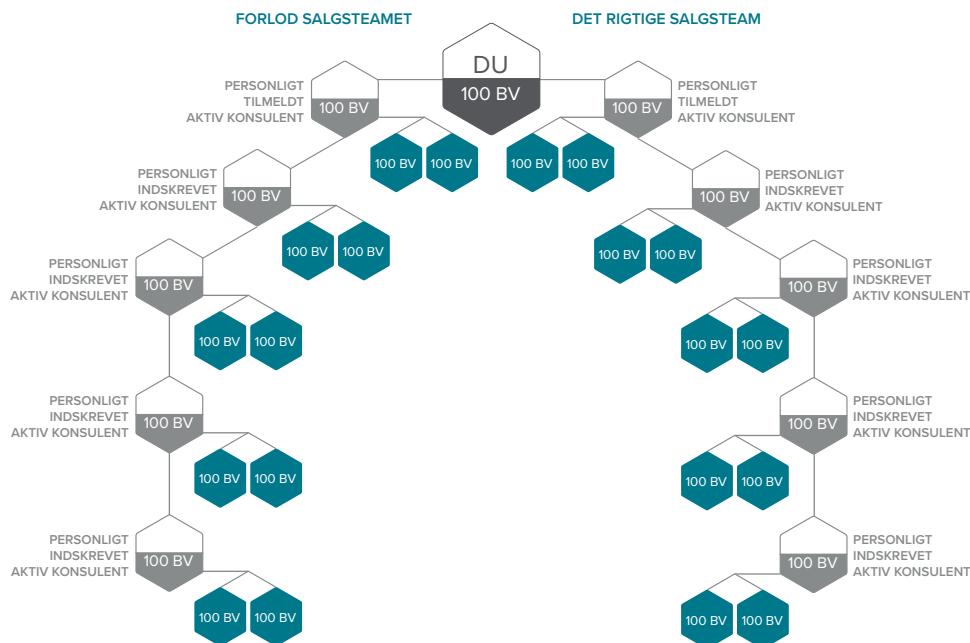 FORLOD SALGSTEAMET
DET RIGTIGE SALGSTEAM
DU
100 BV
PERSONLIGT
TILMELDT
AKTIV KONSULENT
100 BV
100 BV
PERSONLIGT
TILMELDT
AKTIV KONSULENT
100 BV 100 BV
100 BV 100 BV
PERSONLIGT
INDSKREVET
AKTIV KONSULENT
100 BV
100 BV
PERSONLIGT
INDSKREVET
AKTIV KONSULENT
100 BV 100 BV
100 BV 100 BV
PERSONLIGT
INDSKREVET
AKTIV KONSULENT
100 BV
100 BV
PERSONLIGT
INDSKREVET
AKTIV KONSULENT
100 BV 100 BV
100 BV 100 BV
PERSONLIGT
INDSKREVET
AKTIV KONSULENT
100 BV
100 BV
PERSONLIGT
INDSKREVET
AKTIV KONSULENT
100 BV 100 BV
100 BV 100 BV
PERSONLIGT
INDSKREVET
AKTIV KONSULENT
100 BV
100 BV
PERSONLIGT
INDSKREVET
AKTIV KONSULENT
100 BV 100 BV
100 BV 100 BV